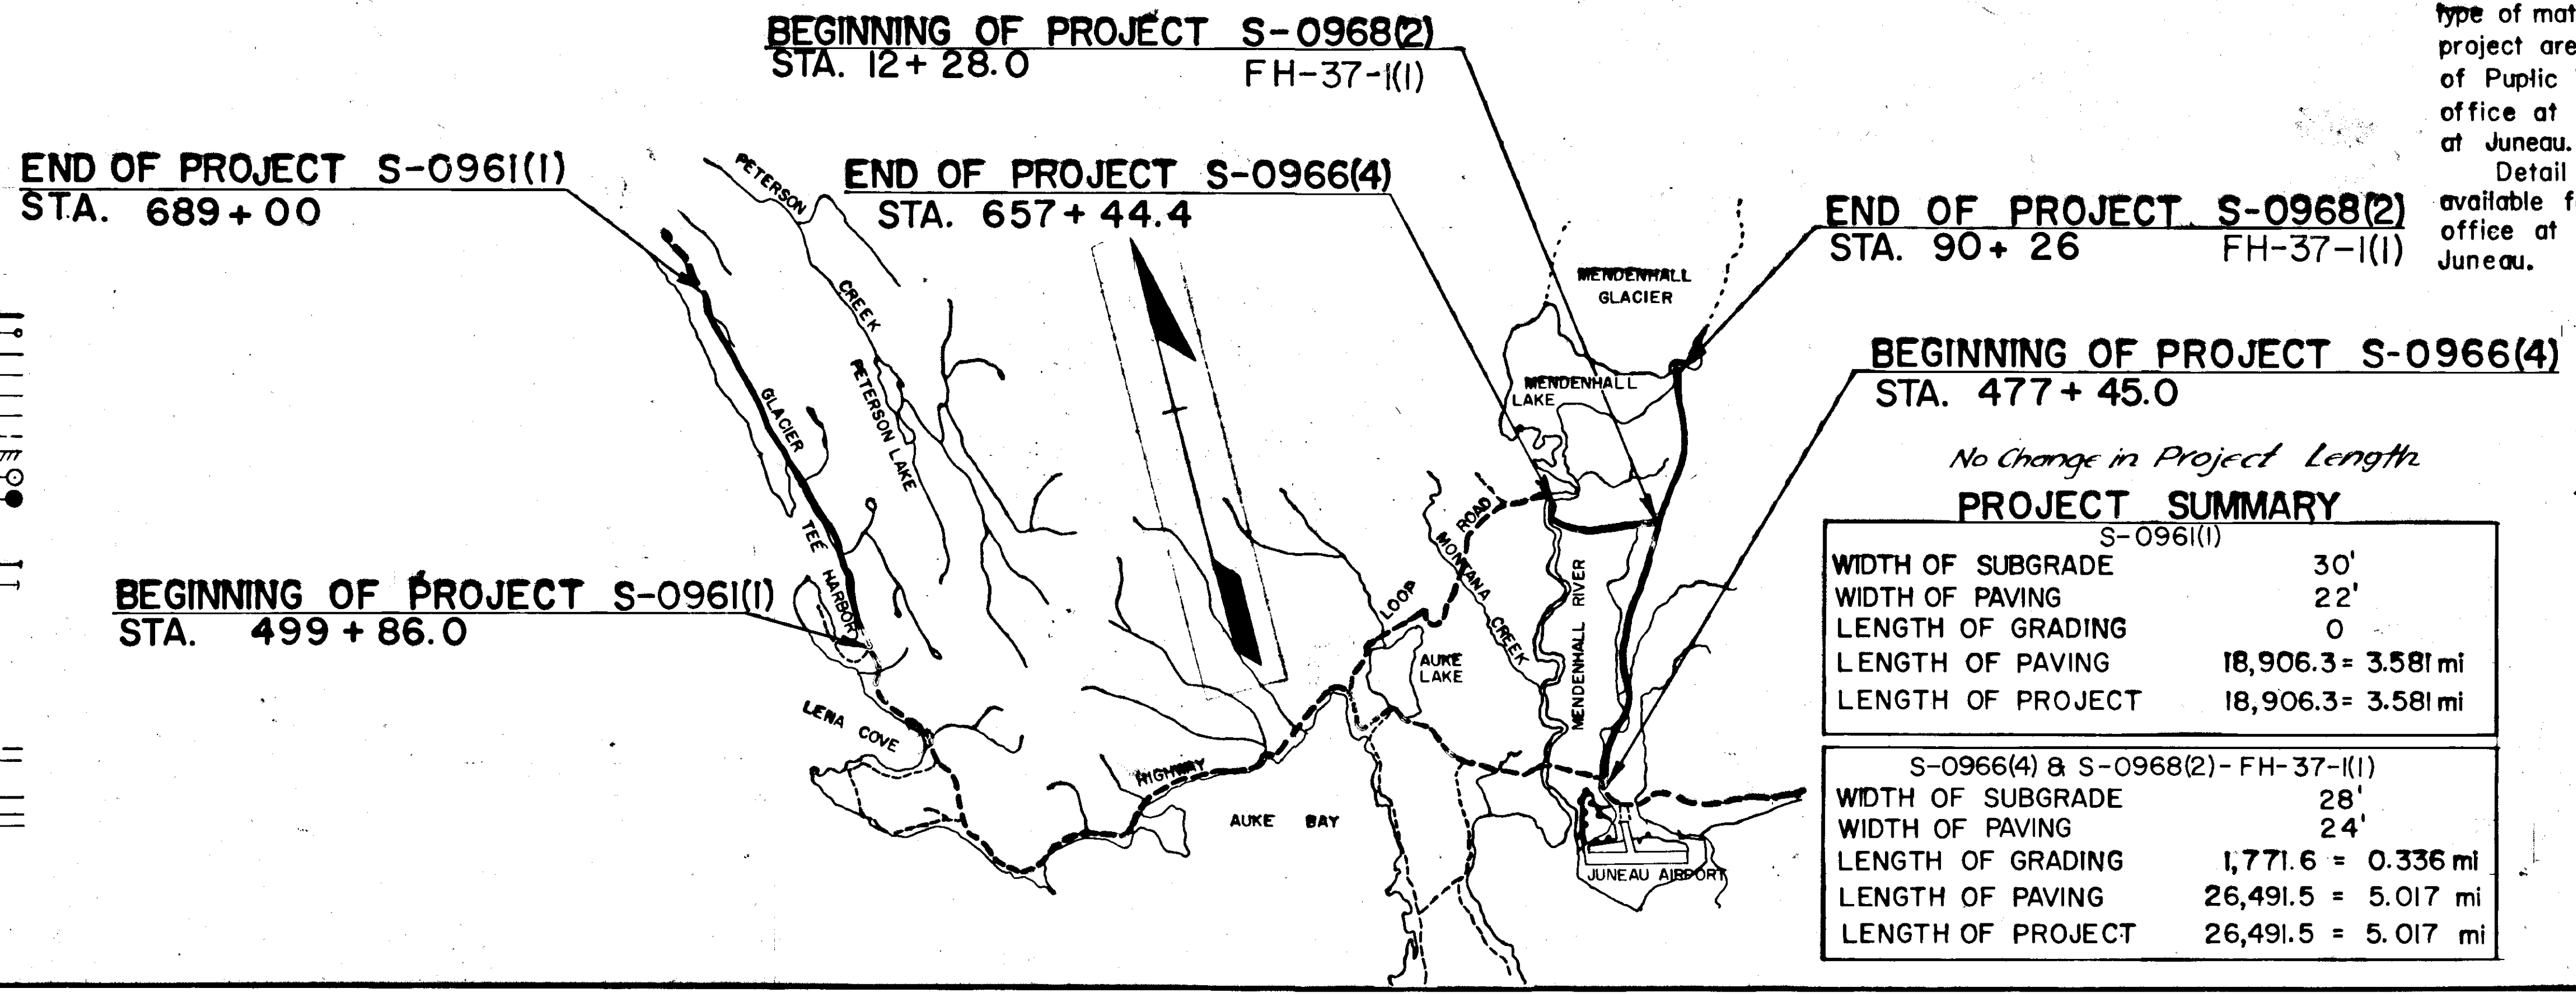 BEGINNING OF PROJECT S-0968(2)
STA. 12+28.0 FH-37-1(1)
END OF PROJECT S-0961(1)
STA. 689+00
END OF PROJECT S-0966(4)
STA. 657+44.4
END OF PROJECT S-0968(2)
STA. 90+26 FH-37-1(1)
BEGINNING OF PROJECT S-0966(4)
STA. 477+45.0
BEGINNING OF PROJECT S-0961(1)
STA. 499+86.0
type of mat
project are
of Puplic
office at
at Juneau.
Detail
available f
office at
Juneau.
PETERSON
CREEK
PETERSON LAKE
GLACIER
TEE HARBOR
LENA COVE
HIGHWAY
AUKE BAY
LOOP
ROAD
MONTANA CREEK
AUKE
LAKE
MENDENHALL RIVER
MENDENHALL
GLACIER
MENDENHALL
LAKE
JUNEAU AIRPORT
No Change in Project Length
PROJECT SUMMARY
S-0961(1)
WIDTH OF SUBGRADE 30'
WIDTH OF PAVING 22'
LENGTH OF GRADING 0
LENGTH OF PAVING 18,906.3= 3.581 mi
LENGTH OF PROJECT 18,906.3= 3.581 mi
S-0966(4) & S-0968(2)-FH-37-1(1)
WIDTH OF SUBGRADE 28'
WIDTH OF PAVING 24'
LENGTH OF GRADING 1,771.6 = 0.336 mi
LENGTH OF PAVING 26,491.5 = 5.017 mi
LENGTH OF PROJECT 26,491.5 = 5.017 mi